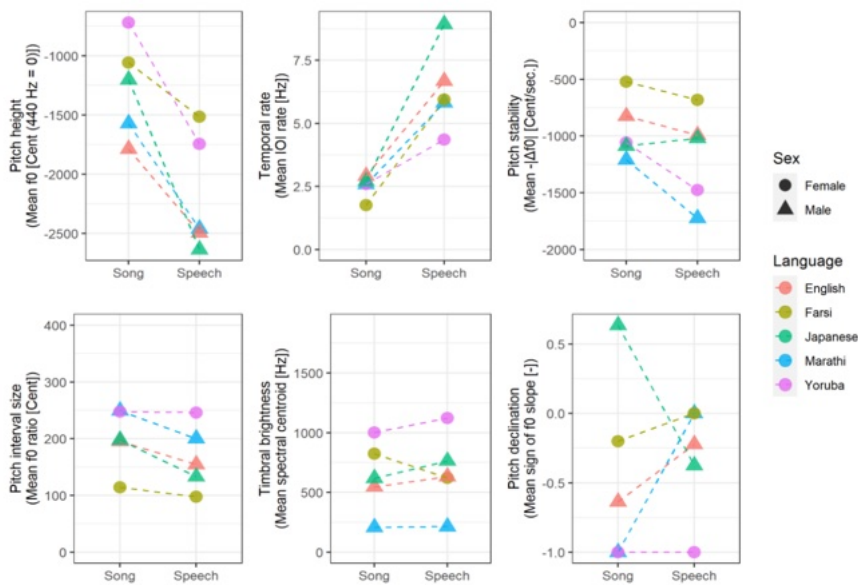 Pitch height
(Mean f0 [Cent (440 Hz = 0)])
-1000
-1500
-2000
-2500
Song
Speech
Temporal rate
(Mean IOI rate [Hz])
7.5
5.0
2.5
0.0
Song
Speech
Pitch stability
(Mean -|Δf0| [Cent/sec.])
0
-500
-1000
-1500
-2000
Song
Speech
Sex
Female
Male
Language
English
Farsi
Japanese
Marathi
Yoruba
Pitch interval size
(Mean f0 ratio [Cent])
400
300
200
100
0
Song
Speech
Timbral brightness
(Mean spectral centroid [Hz])
1500
1000
500
0
Song
Speech
Pitch declination
(Mean sign of f0 slope [-])
0.5
0.0
-0.5
-1.0
Song
Speech